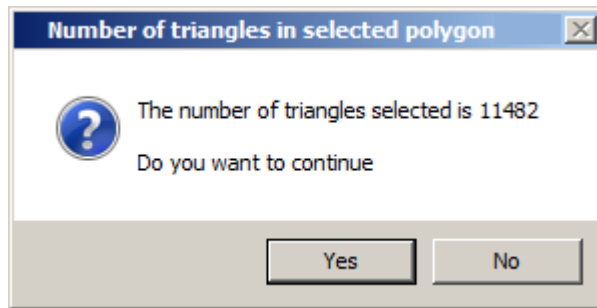 Number of triangles in selected polygon
The number of triangles selected is 11482
Do you want to continue
Yes
No